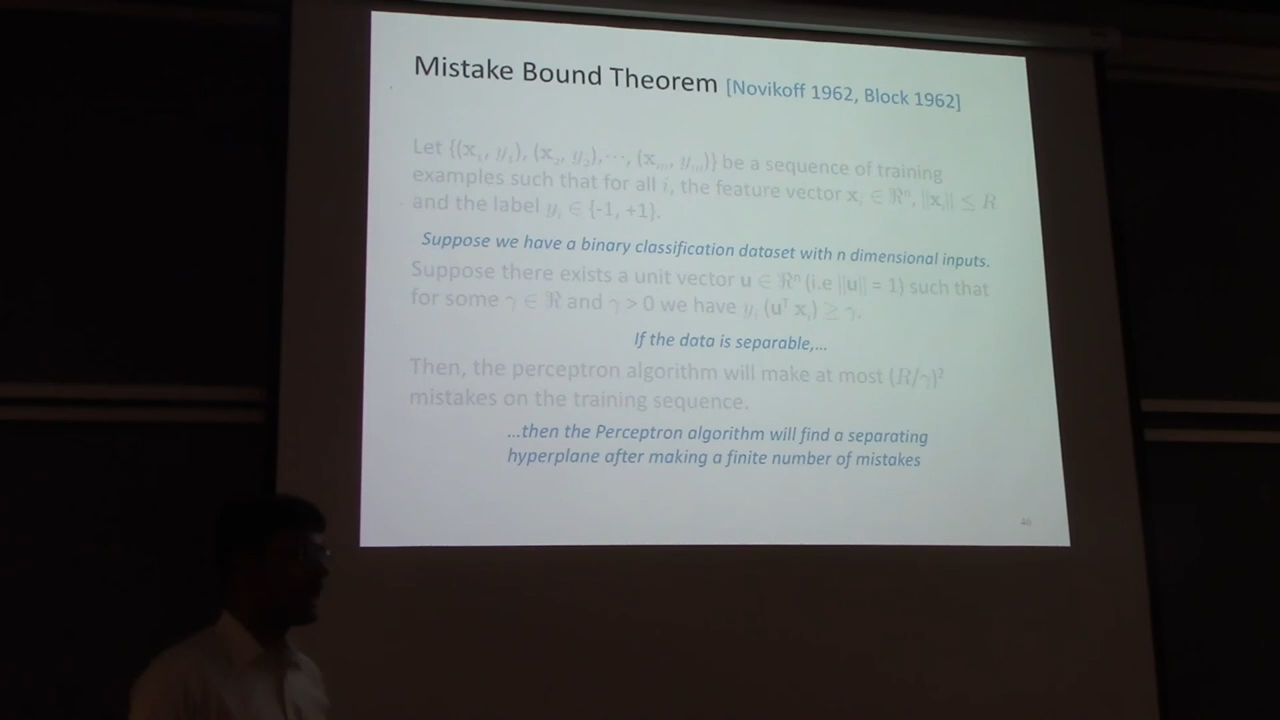 Mistake Bound Theorem [Novikoff 1962, Block 1962]
Let {(x₁, y₁), (x₂, y₂),⋯, (xₘ, yₘ)} be a sequence of training
examples such that for all i, the feature vector xᵢ ∈ ℜⁿ, ||xᵢ|| ≤ R
and the label yᵢ ∈ {-1, +1}.
Suppose we have a binary classification dataset with n dimensional inputs.
Suppose there exists a unit vector u ∈ ℜⁿ (i.e ||u|| = 1) such that
for some γ ∈ ℜ and γ > 0 we have yᵢ (uᵀ xᵢ) ≥ γ.
If the data is separable,...
Then, the perceptron algorithm will make at most (R/γ)²
mistakes on the training sequence.
...then the Perceptron algorithm will find a separating
hyperplane after making a finite number of mistakes